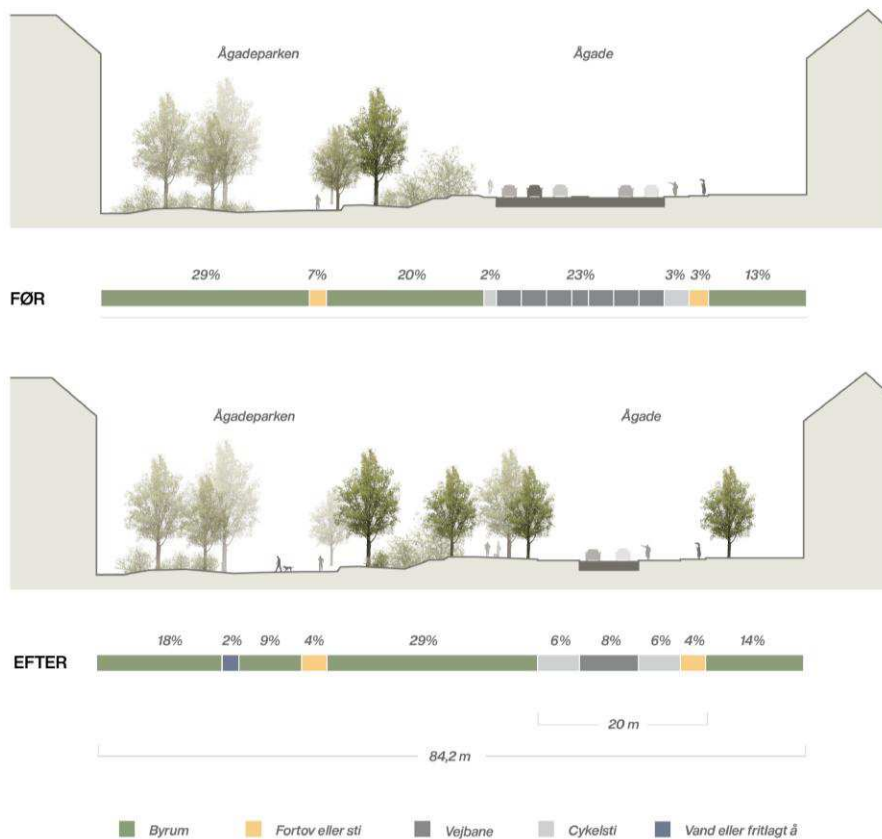 Ågadeparken Ågade
29% 7% 20% 2% 23% 3% 3% 13%
FØR
Ågadeparken Ågade
18% 2% 9% 4% 29% 6% 8% 6% 4% 14%
EFTER
20 m
84,2 m
Byrum Fortov eller sti Vejbane Cykelsti Vand eller fritlagt å